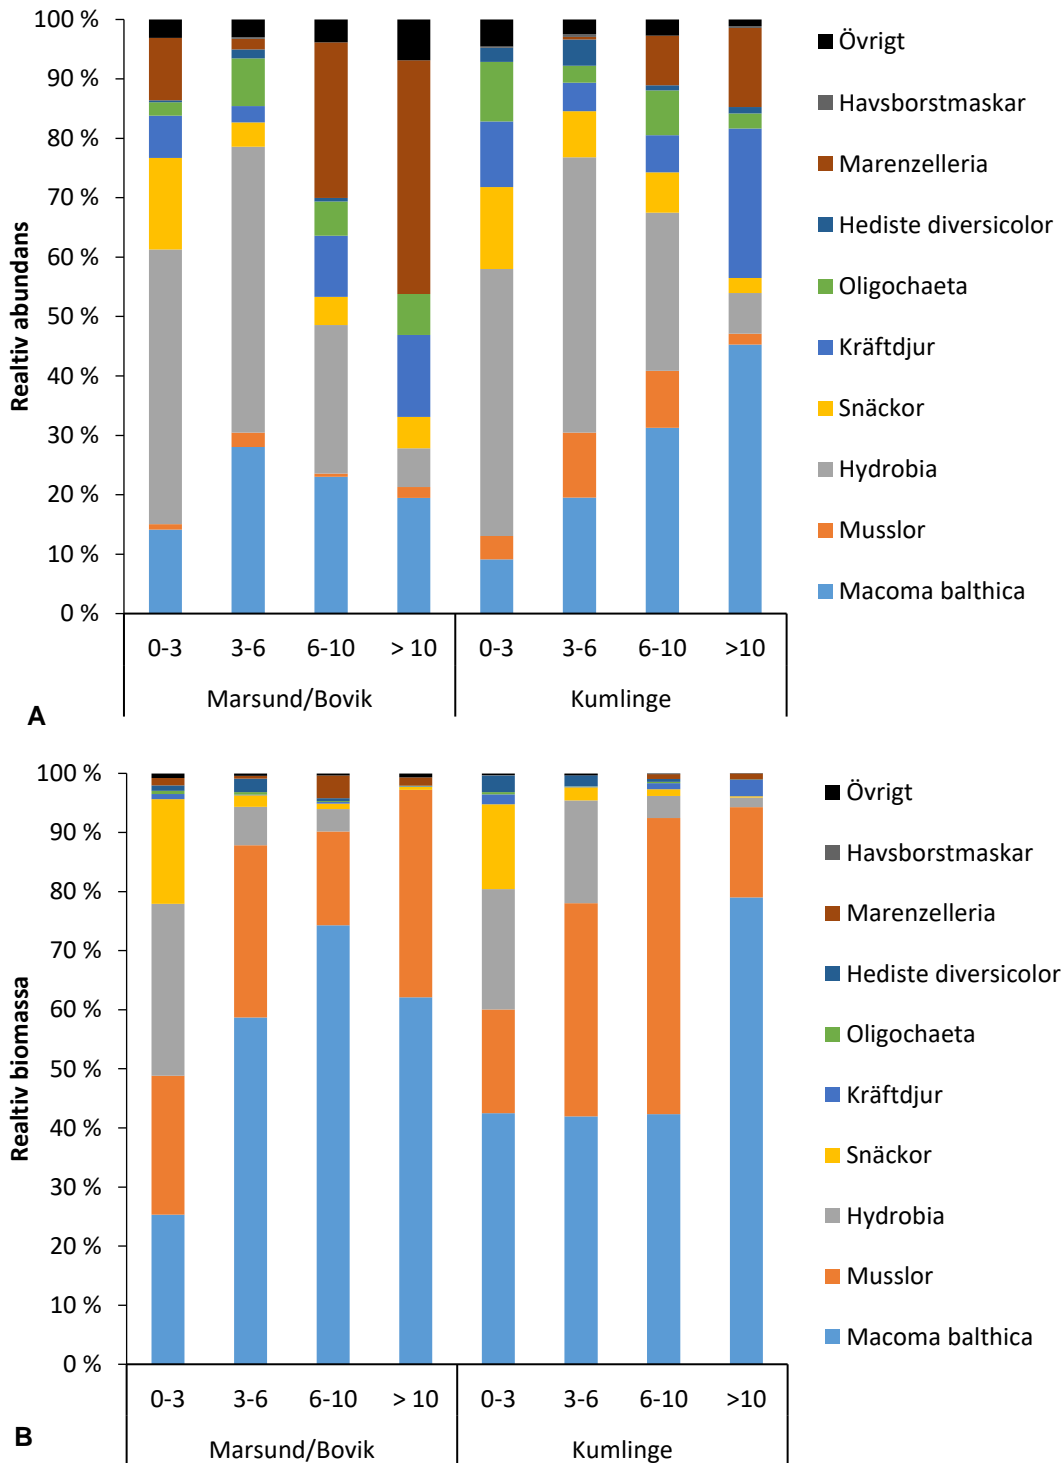 Realtiv abundans
100 %
90 %
80 %
70 %
60 %
50 %
40 %
30 %
20 %
10 %
0 %
0-3 3-6 6-10 > 10 0-3 3-6 6-10 >10
Marsund/Bovik Kumlinge
A
Övrigt
Havsborstmaskar
Marenzelleria
Hediste diversicolor
Oligochaeta
Kräftdjur
Snäckor
Hydrobia
Musslor
Macoma balthica
Realtiv biomassa
100 %
90 %
80 %
70 %
60 %
50 %
40 %
30 %
20 %
10 %
0 %
0-3 3-6 6-10 > 10 0-3 3-6 6-10 >10
Marsund/Bovik Kumlinge
B
Övrigt
Havsborstmaskar
Marenzelleria
Hediste diversicolor
Oligochaeta
Kräftdjur
Snäckor
Hydrobia
Musslor
Macoma balthica